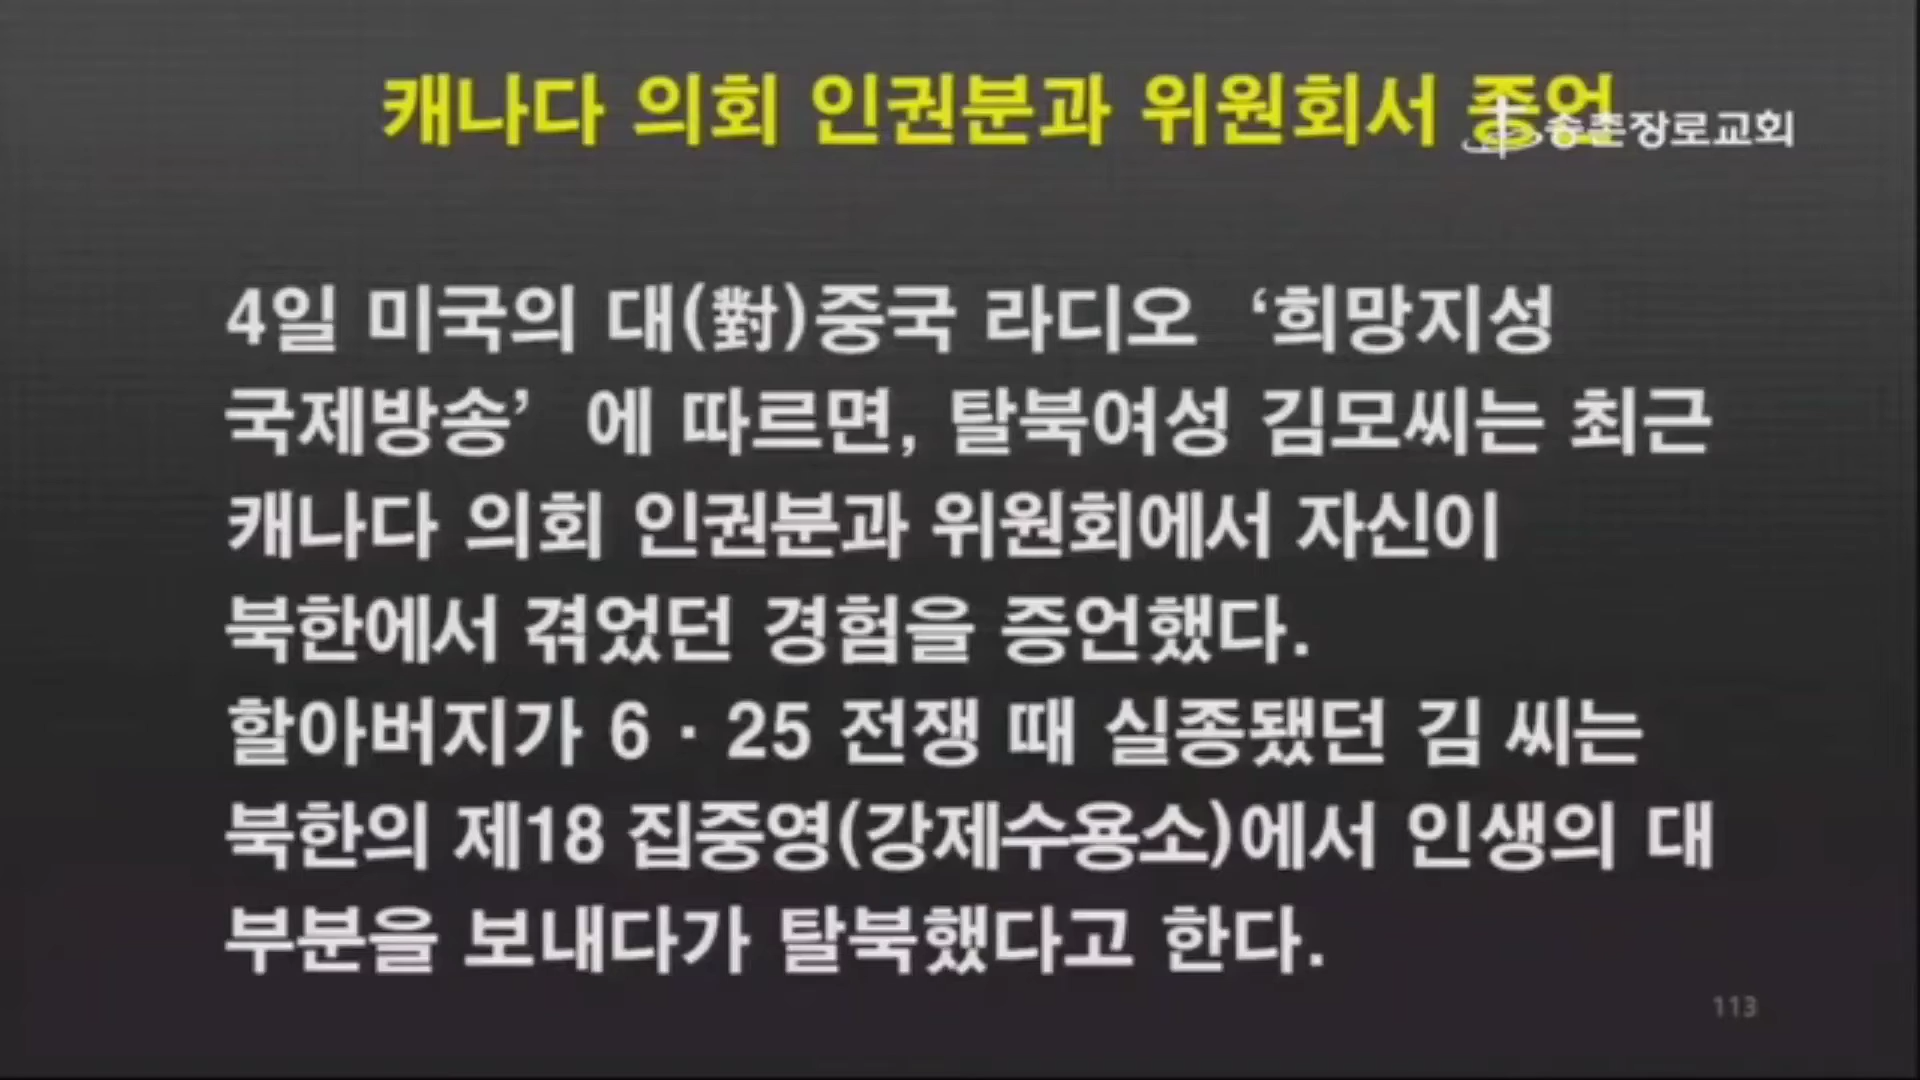 캐나다 의회 인권분과 위원회서 증언
송촌장로교회
4일 미국의 대(對)중국 라디오 ‘희망지성
국제방송’ 에 따르면, 탈북여성 김모씨는 최근
캐나다 의회 인권분과 위원회에서 자신이
북한에서 겪었던 경험을 증언했다.
할아버지가 6 · 25 전쟁 때 실종됐던 김 씨는
북한의 제18 집중영(강제수용소)에서 인생의 대
부분을 보내다가 탈북했다고 한다.
113